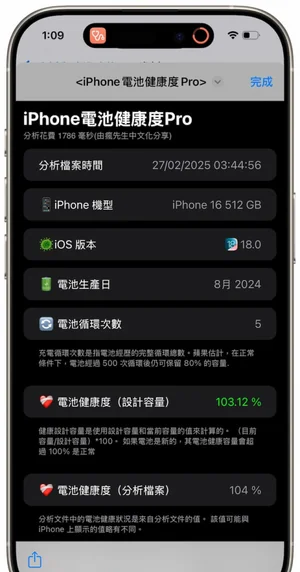 1:09
<iPhone電池健康度Pro>
完成
iPhone電池健康度Pro
分析花費 1786 毫秒(由瘋先生中文化分享)
分析檔案時間 27/02/2025 03:44:56
iPhone 機型 iPhone 16 512 GB
iOS 版本 18.0
電池生產日 8月 2024
電池循環次數 5
充電循環次數是指電池經歷的完整循環總數。蘋果估計，在正常
條件下，電池經過 500 次循環後仍可保留 80% 的容量.
電池健康度（設計容量） 103.12 %
健康設計容量是使用設計容量和當前容量的值來計算的。（目前
容量/設計容量）*100。 如果電池是新的，其電池健康容量會超
過 100% 是正常
電池健康度（分析檔案） 104 %
分析文件中的電池健康狀況是來自分析文件的值。 該值可能與
iPhone 上顯示的值略有不同。